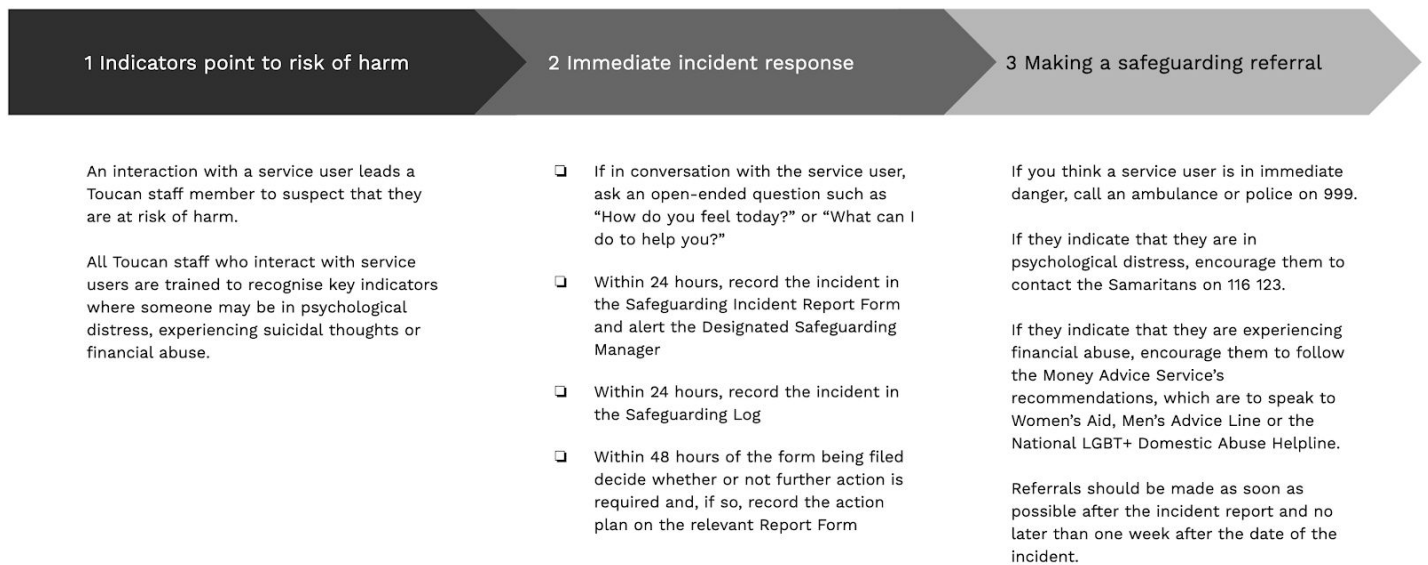 1 Indicators point to risk of harm
2 Immediate incident response
3 Making a safeguarding referral
An interaction with a service user leads a
Toucan staff member to suspect that they
are at risk of harm.
All Toucan staff who interact with service
users are trained to recognise key indicators
where someone may be in psychological
distress, experiencing suicidal thoughts or
financial abuse.
❏ If in conversation with the service user,
ask an open-ended question such as
“How do you feel today?” or “What can I
do to help you?”
❏ Within 24 hours, record the incident in
the Safeguarding Incident Report Form
and alert the Designated Safeguarding
Manager
❏ Within 24 hours, record the incident in
the Safeguarding Log
❏ Within 48 hours of the form being filed
decide whether or not further action is
required and, if so, record the action
plan on the relevant Report Form
If you think a service user is in immediate
danger, call an ambulance or police on 999.
If they indicate that they are in
psychological distress, encourage them to
contact the Samaritans on 116 123.
If they indicate that they are experiencing
financial abuse, encourage them to follow
the Money Advice Service’s
recommendations, which are to speak to
Women’s Aid, Men’s Advice Line or the
National LGBT+ Domestic Abuse Helpline.
Referrals should be made as soon as
possible after the incident report and no
later than one week after the date of the
incident.